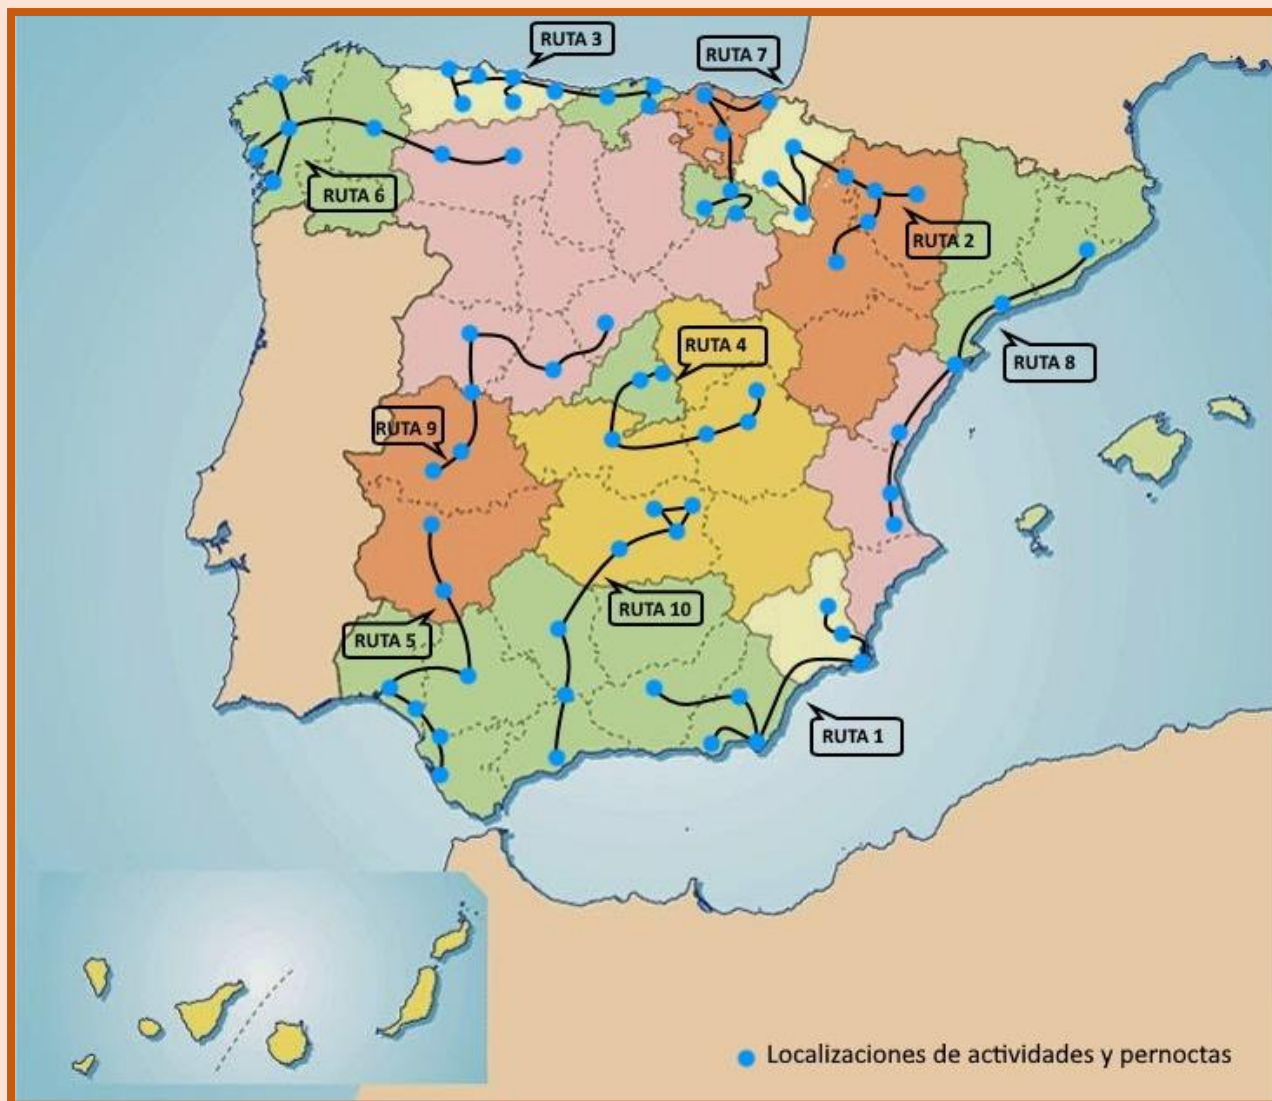 RUTA 3
RUTA 7
RUTA 6
RUTA 2
RUTA 4
RUTA 8
RUTA 9
RUTA 10
RUTA 5
RUTA 1
Localizaciones de actividades y pernoctas